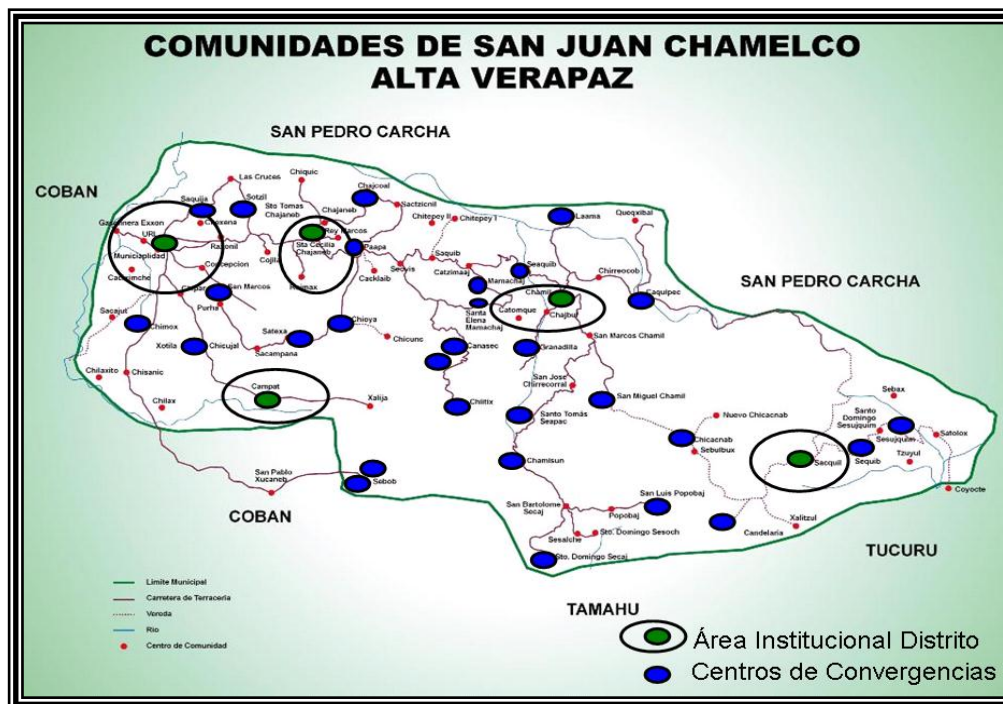 COMUNIDADES DE SAN JUAN CHAMELCO
ALTA VERAPAZ
SAN PEDRO CARCHA
COBAN
Las Cruces
Chiquic
Chajcoal
Saquija
Sotzil
Sto Tomas
Chajaneb
Chajaneb
Sactzicnil
Chitepey II
Chitepey I
Laama
Queqxibal
Gasolinera Exxon
URL
Municiaplidad
Razonil
Cojila
Rey Marcos
Sta Cecilia
Chajaneb
Paapa
Saquib
Seovis
Catzimaaj
Seaquib
Chirreocob
SAN PEDRO CARCHA
Concepcion
Cacklaib
Mamachaj
Chamil
Caquipec
San Marcos
Purha
Santa
Elena
Mamachaj
Catomque
Chajbul
Sacajut
Chimox
Satexa
Chioya
Chicunc
San Marcos Chamil
Xotila
Chicujal
Sacampana
Canasec
Granadilla
Chilaxito
Chisanic
Campat
San Jose
Chirrecorral
Sebax
Chilax
Xalija
Chilitix
Santo Tomás
Seapac
San Miguel Chamil
Nuevo Chicacnab
Santo
Domingo
Sesujquim
Chicacnab
Sebulbux
Sesujquim
Satolox
Chamisun
Sacquil
Sequib
Tzuyul
San Pablo
Xucaneb
Sebob
Coyocte
COBAN
San Bartolome
Secaj
Popobaj
San Luis Popobaj
Candelaria
Xalitzul
Sesalche
Sto. Domingo Sesoch
Sto. Domingo Secaj
TUCURU
TAMAHU
Limite Municipal
Carretera de Terraceria
Vereda
Rio
Centro de Comunidad
Área Institucional Distrito
Centros de Convergencias